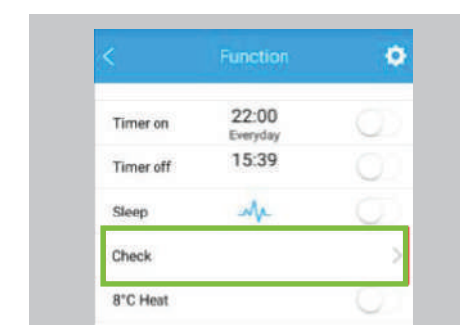 Function
Timer on 22:00
Everyday
Timer off 15:39
Sleep
Check
8°C Heat